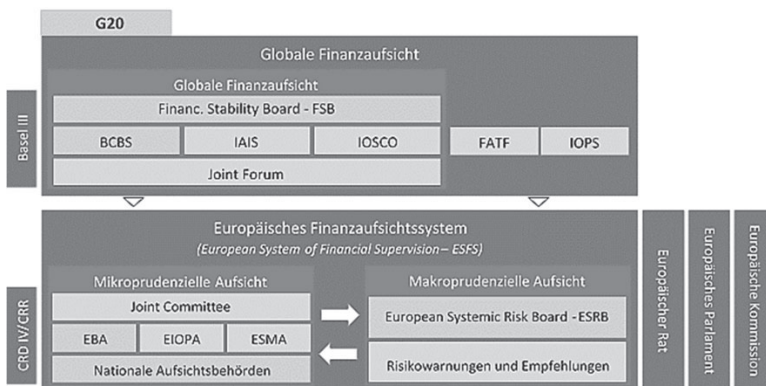 G20
Globale Finanzaufsicht
Globale Finanzaufsicht
Financ. Stability Board - FSB
BCBS
IAIS
IOSCO
FATF
IOPS
Joint Forum
Basel III
Europäisches Finanzaufsichtssystem
(European System of Financial Supervision– ESFS)
Mikroprudenzielle Aufsicht
Joint Committee
EBA
EIOPA
ESMA
Nationale Aufsichtsbehörden
Makroprudenzielle Aufsicht
European Systemic Risk Board -ESRB
Risikowarnungen und Empfehlungen
CRD IV/CRR
Europäischer Rat
Europäisches Parlament
Europäische Kommission